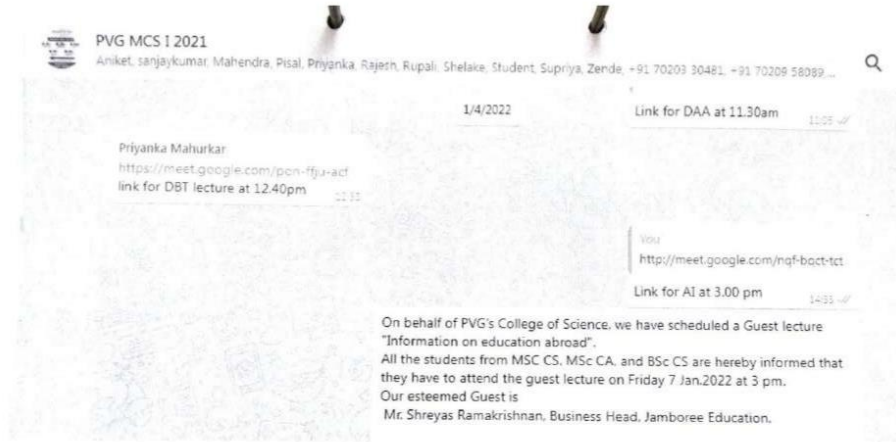 PVG MCS I 2021
Aniket, sanjaykumar, Mahendra, Pisal, Priyanka, Rajesh, Rupali, Shelake, Student, Supriya, Zende, +91 70203 30481, +91 70209 58089...
1/4/2022
Link for DAA at 11.30am
11:05
Priyanka Mahurkar
https://meet.google.com/pcn-ffju-acf
link for DBT lecture at 12.40pm
You
http://meet.google.com/nqf-bqct-tct
Link for AI at 3.00 pm
14:55
On behalf of PVG's College of Science, we have scheduled a Guest lecture
"Information on education abroad".
All the students from MSC CS, MSc CA, and BSc CS are hereby informed that
they have to attend the guest lecture on Friday 7 Jan.2022 at 3 pm.
Our esteemed Guest is
Mr. Shreyas Ramakrishnan, Business Head, Jamboree Education.